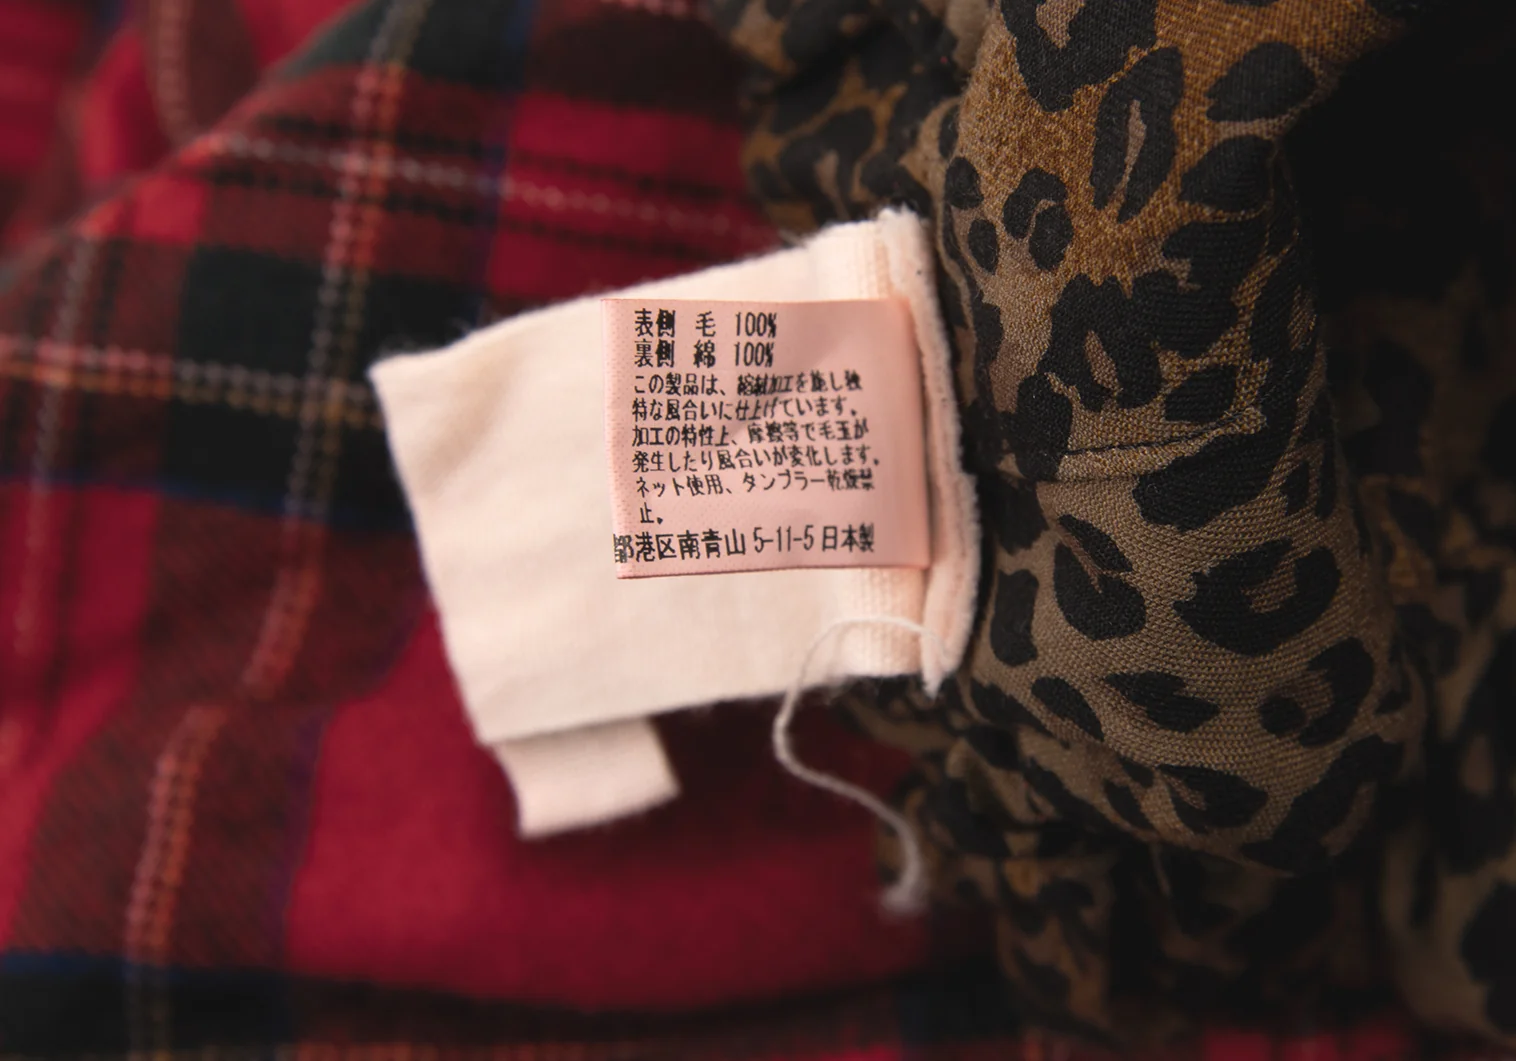 表側 毛 100%
裏側 綿 100%
この製品は、縮絨加工を施し独
特な風合いに仕上げています。
加工の特性上、摩擦等で毛玉が
発生したり風合いが変化します。
ネット使用、タンブラー乾燥禁
止。
都港区南青山 5-11-5 日本製